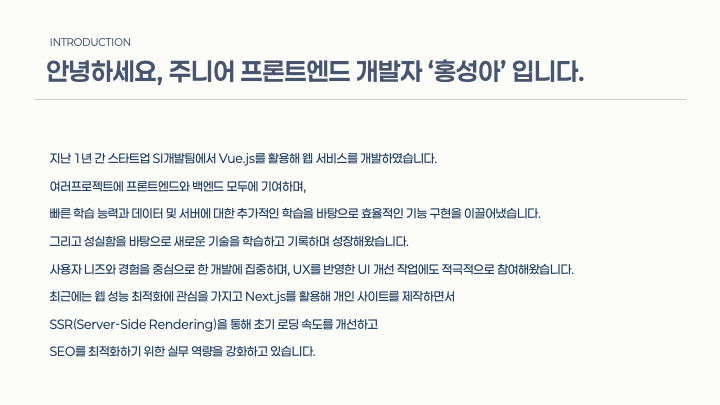 INTRODUCTION
안녕하세요, 주니어 프론트엔드 개발자 ‘홍성아’ 입니다.
지난 1년 간 스타트업 SI개발팀에서 Vue.js를 활용해 웹 서비스를 개발하였습니다.
여러프로젝트에 프론트엔드와 백엔드 모두에 기여하며,
빠른 학습 능력과 데이터 및 서버에 대한 추가적인 학습을 바탕으로 효율적인 기능 구현을 이끌어냈습니다.
그리고 성실함을 바탕으로 새로운 기술을 학습하고 기록하며 성장해왔습니다.
사용자 니즈와 경험을 중심으로 한 개발에 집중하며, UX를 반영한 UI 개선 작업에도 적극적으로 참여해왔습니다.
최근에는 웹 성능 최적화에 관심을 가지고 Next.js를 활용해 개인 사이트를 제작하면서
SSR(Server-Side Rendering)을 통해 초기 로딩 속도를 개선하고
SEO를 최적화하기 위한 실무 역량을 강화하고 있습니다.